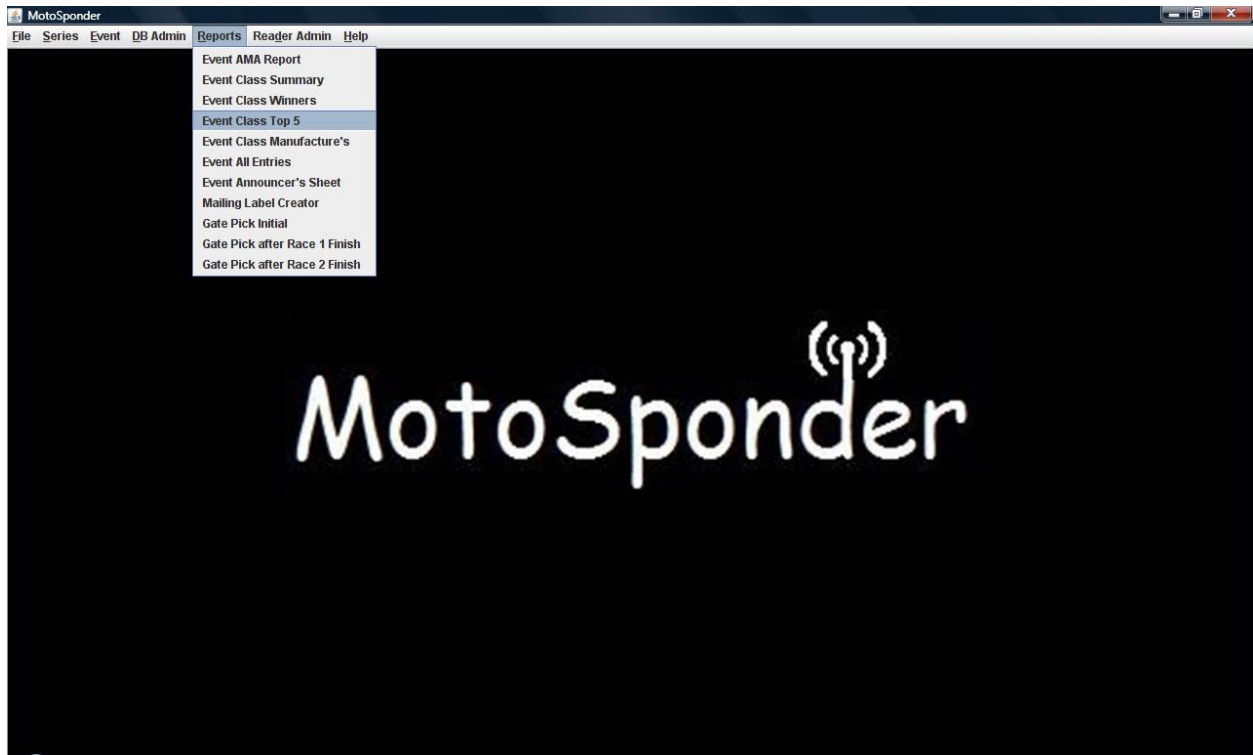 MotoSponder
File Series Event DB Admin Reports Reader Admin Help
Event AMA Report
Event Class Summary
Event Class Winners
Event Class Top 5
Event Class Manufacture's
Event All Entries
Event Announcer's Sheet
Mailing Label Creator
Gate Pick Initial
Gate Pick after Race 1 Finish
Gate Pick after Race 2 Finish
MotoSponder